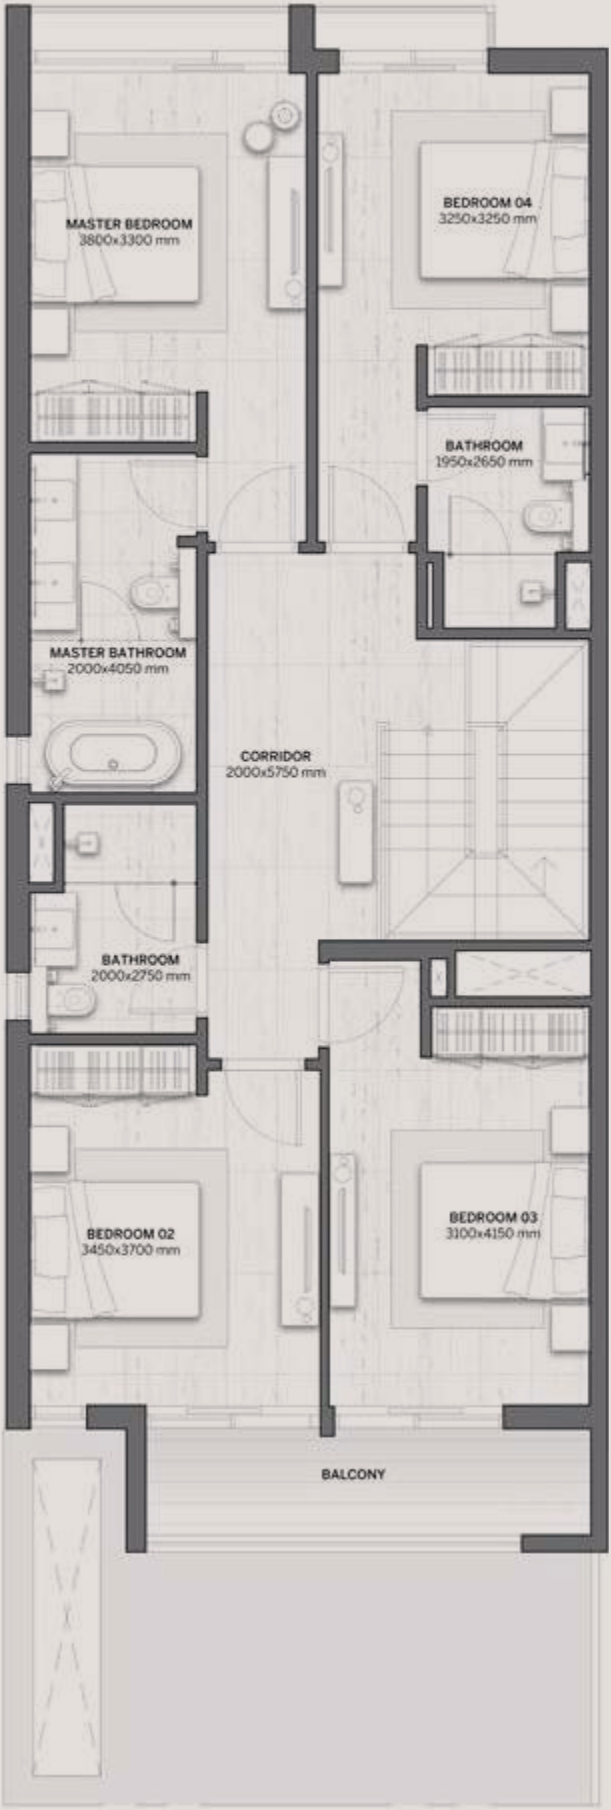 MASTER BEDROOM
3800x3300 mm
BEDROOM 04
3250x3250 mm
BATHROOM
1950x2650 mm
MASTER BATHROOM
2000x4050 mm
CORRIDOR
2000x5750 mm
BATHROOM
2000x2750 mm
BEDROOM 02
3450x3700 mm
BEDROOM 03
3100x4150 mm
BALCONY